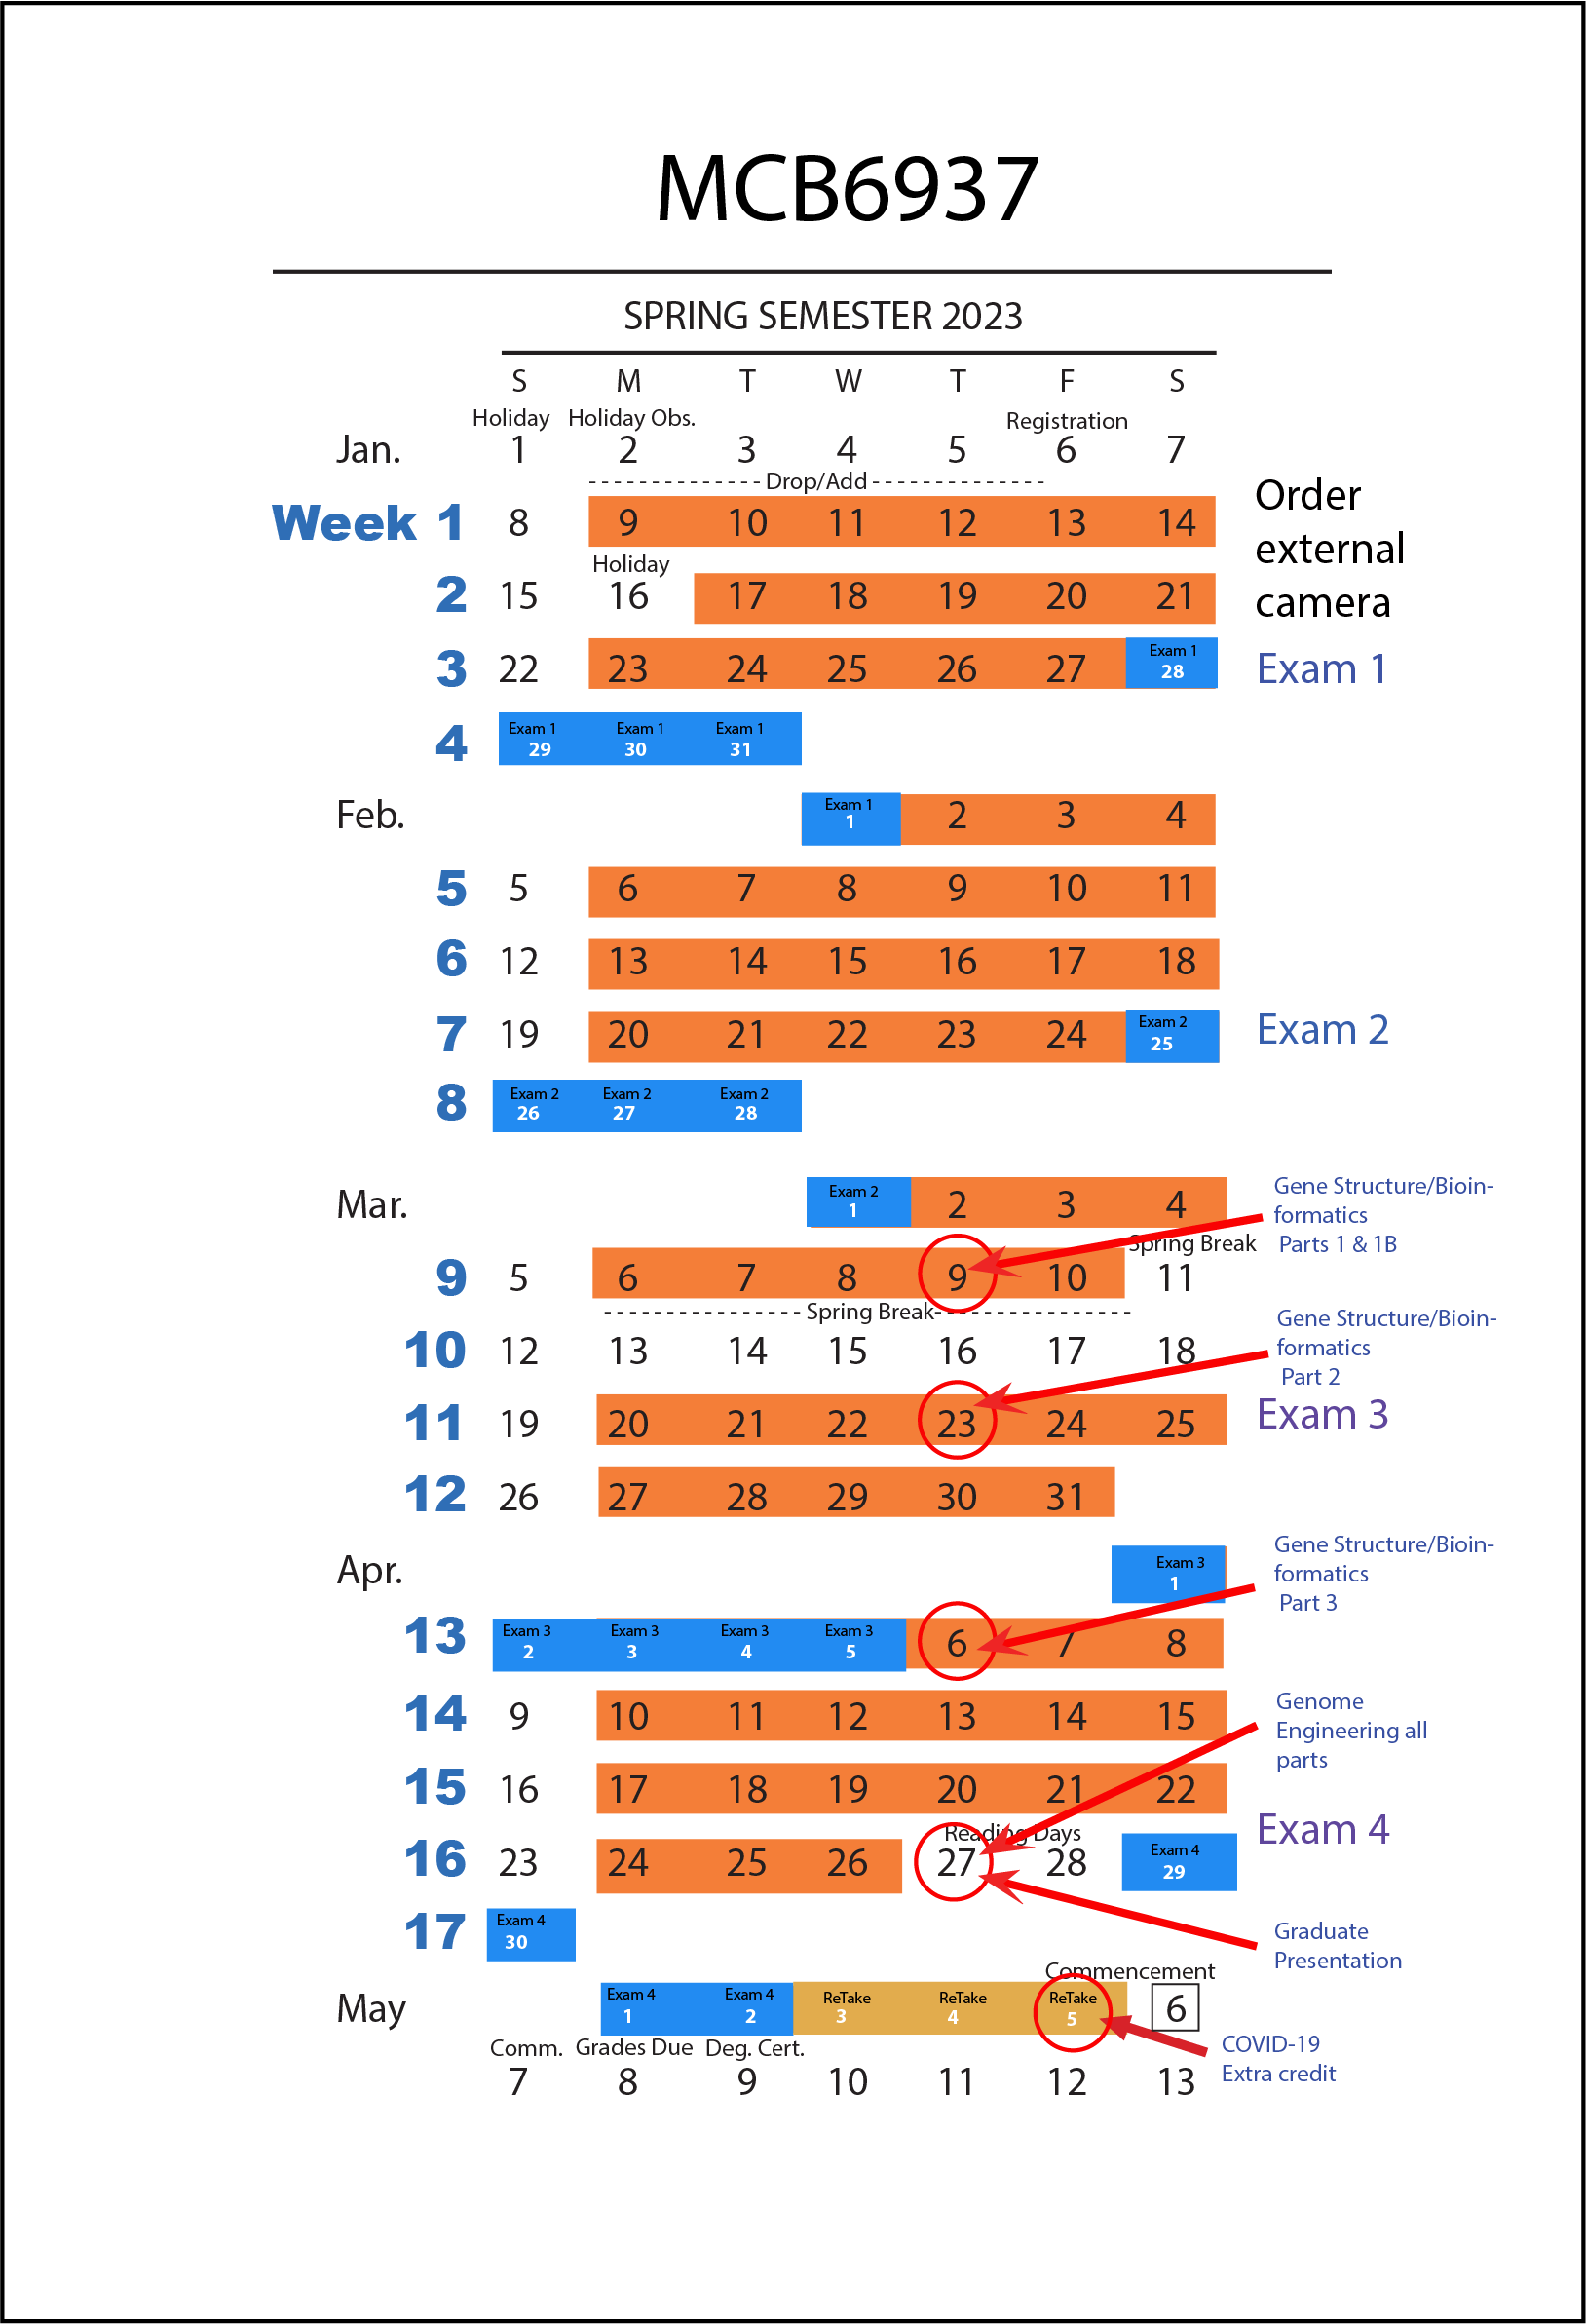 MCB6937
SPRING SEMESTER 2023
S M T W T F S
Holiday Holiday Obs. Registration
Jan. 1 2 3 4 5 6 7
Drop/Add
Week 1 8 9 10 11 12 13 14
Order
external
camera
Holiday
2 15 16 17 18 19 20 21
Exam 1
3 22 23 24 25 26 27 28 Exam 1
Exam 1 Exam 1 Exam 1
4 29 30 31
Exam 1
Feb. 1 2 3 4
5 5 6 7 8 9 10 11
6 12 13 14 15 16 17 18
Exam 2
7 19 20 21 22 23 24 25 Exam 2
Exam 2 Exam 2 Exam 2
8 26 27 28
Exam 2
Mar. 1 2 3 4
Gene Structure/Bioin-
formatics
Parts 1 & 1B
Spring Break
9 5 6 7 8 9 10 11
Spring Break
10 12 13 14 15 16 17 18
Gene Structure/Bioin-
formatics
Part 2
11 19 20 21 22 23 24 25 Exam 3
12 26 27 28 29 30 31
Exam 3
Apr. 1
Gene Structure/Bioin-
formatics
Part 3
Exam 3 Exam 3 Exam 3 Exam 3
13 2 3 4 5 6 7 8
14 9 10 11 12 13 14 15
Genome
Engineering all
parts
15 16 17 18 19 20 21 22
Reading Days Exam 4
Exam 4
16 23 24 25 26 27 28 29
Exam 4
17 30
Graduate
Presentation
Commencement
Exam 4 Exam 4 ReTake ReTake ReTake
May 1 2 3 4 5 6
Comm. Grades Due Deg. Cert.
7 8 9 10 11 12 13
COVID-19
Extra credit